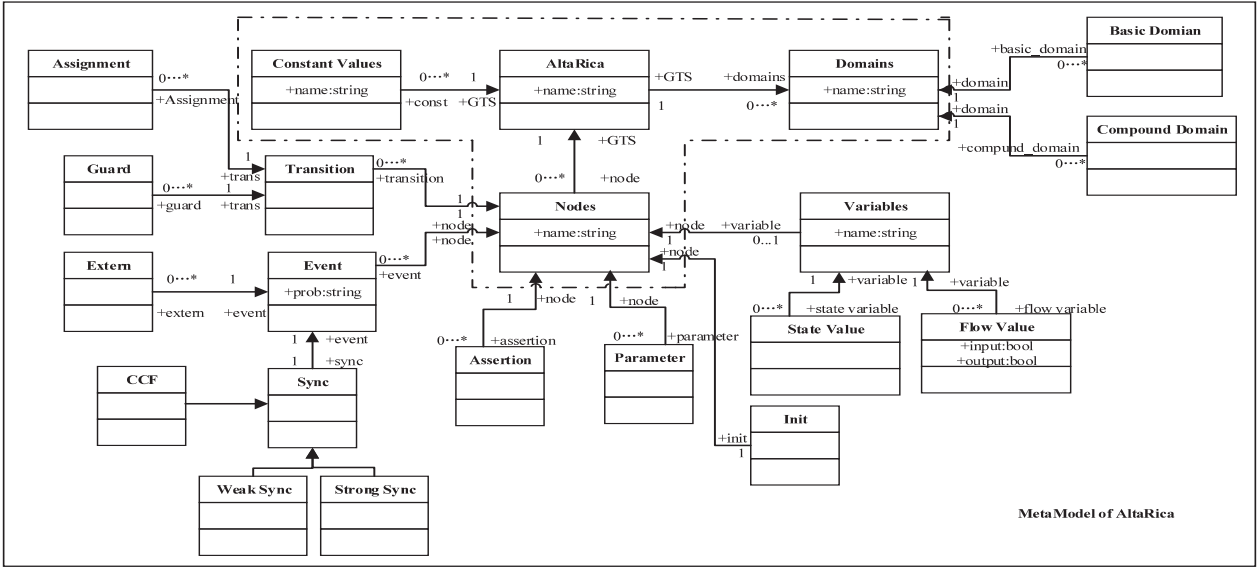 Basic Domian
Assignment
Constant Values
+name:string
AltaRica
+name:string
Domains
+name:string
0···*
+Assignment
0···*
+const
1
+GTS
+GTS
1
+domains
0···*
+basic_domain
0···*
+domain
1
+domain
1
Compound Domain
+compund_domain
0···*
1
+GTS
0···*
+node
Guard
0···*
+guard
1
+trans
1
+trans
Transition
0···*
+transition
1
1
+node
+node
Nodes
+name:string
+node
1
+node
1
+variable
0...1
Variables
+name:string
Extern
0···*
+extern
1
+event
Event
+prob:string
0···*
+event
1
+node
1
+node
1
+variable
1
+variable
0···*
+state variable
0···*
+flow variable
State Value
Flow Value
+input:bool
+output:bool
1
+event
1
+sync
0···*
+assertion
Assertion
0···*
+parameter
Parameter
CCF
Sync
Init
+init
1
Weak Sync
Strong Sync
MetaModel of AltaRica